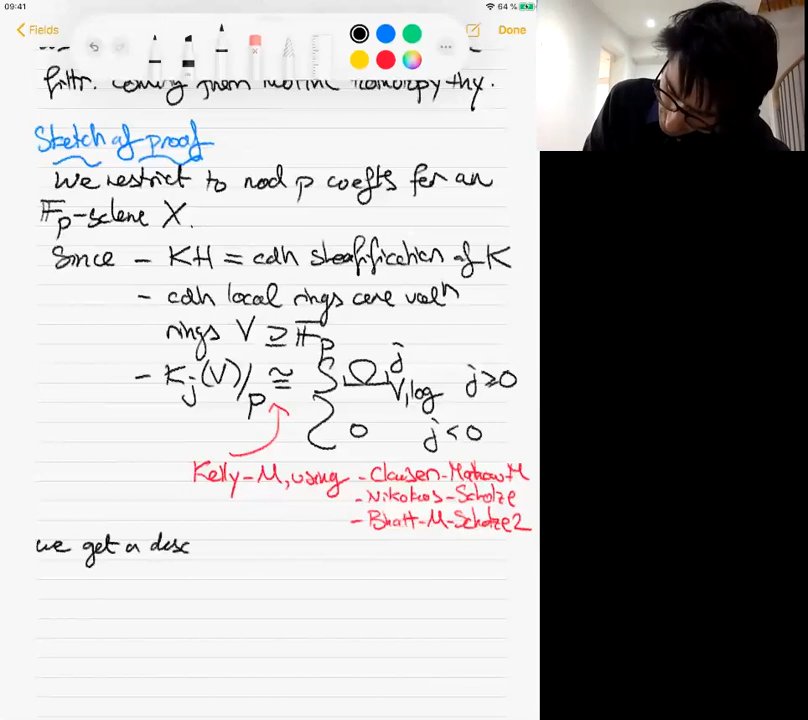 09:41
64 %
Fields
Done
filtr. coming from motivic homotopy thy.
Sketch of proof
We restrict to mod p coeffs for an
𝔽_p-scheme X.
Since - KH = cdh sheafification of K
- cdh local rings are valn
rings V ⊇ 𝔽_p
- K_j(V)/p ≅ { Ω^j_{V,log} j ≥ 0
0 j < 0
Kelly-M, using - Clausen-Mathew-M
- Nikolaus-Scholze
- Bhatt-M-Scholze 2
we get a desc